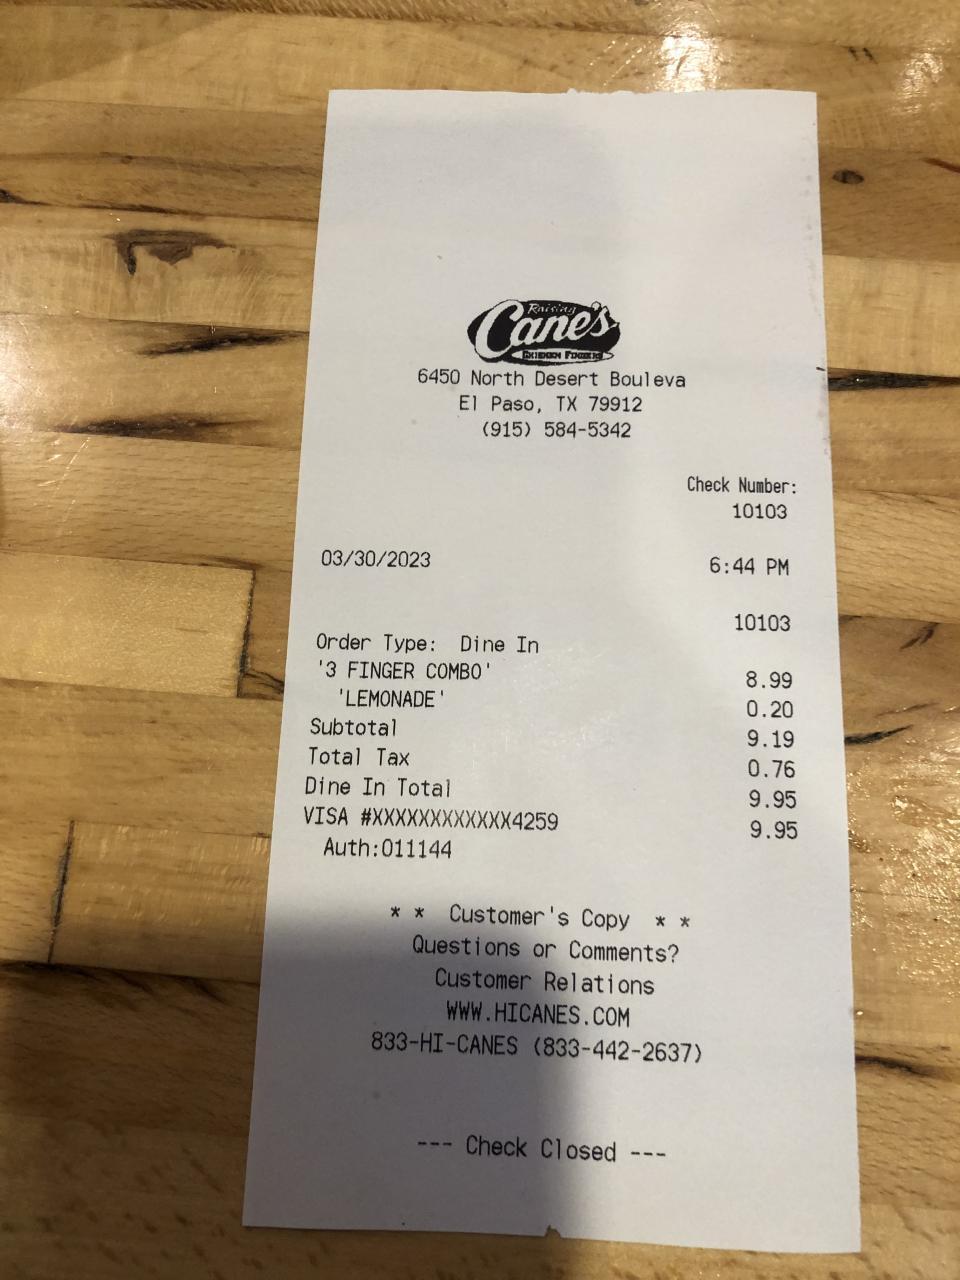 Raising
Cane's
CHICKEN FINGERS
6450 North Desert Bouleva
El Paso, TX 79912
(915) 584-5342
Check Number:
10103
03/30/2023 6:44 PM
10103
Order Type: Dine In
'3 FINGER COMBO' 8.99
'LEMONADE' 0.20
Subtotal 9.19
Total Tax 0.76
Dine In Total 9.95
VISA #XXXXXXXXXXXX4259 9.95
Auth:011144
* * Customer's Copy * *
Questions or Comments?
Customer Relations
WWW.HICANES.COM
833-HI-CANES (833-442-2637)
--- Check Closed ---